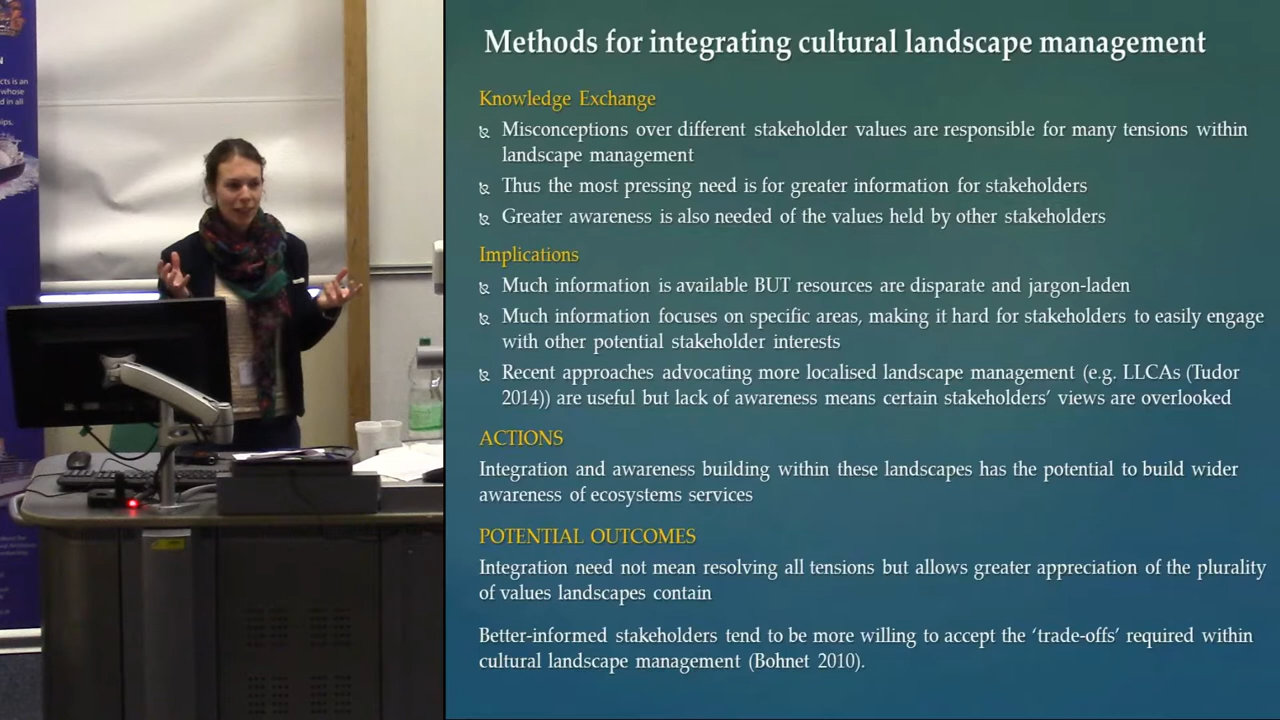 N
cts is an
whose
d in all
ships.
Methods for integrating cultural landscape management
Knowledge Exchange
Misconceptions over different stakeholder values are responsible for many tensions within
landscape management
Thus the most pressing need is for greater information for stakeholders
Greater awareness is also needed of the values held by other stakeholders
Implications
Much information is available BUT resources are disparate and jargon-laden
Much information focuses on specific areas, making it hard for stakeholders to easily engage
with other potential stakeholder interests
Recent approaches advocating more localised landscape management (e.g. LLCAs (Tudor
2014)) are useful but lack of awareness means certain stakeholders' views are overlooked
ACTIONS
Integration and awareness building within these landscapes has the potential to build wider
awareness of ecosystems services
POTENTIAL OUTCOMES
Integration need not mean resolving all tensions but allows greater appreciation of the plurality
of values landscapes contain
Better-informed stakeholders tend to be more willing to accept the 'trade-offs' required within
cultural landscape management (Bohnet 2010).